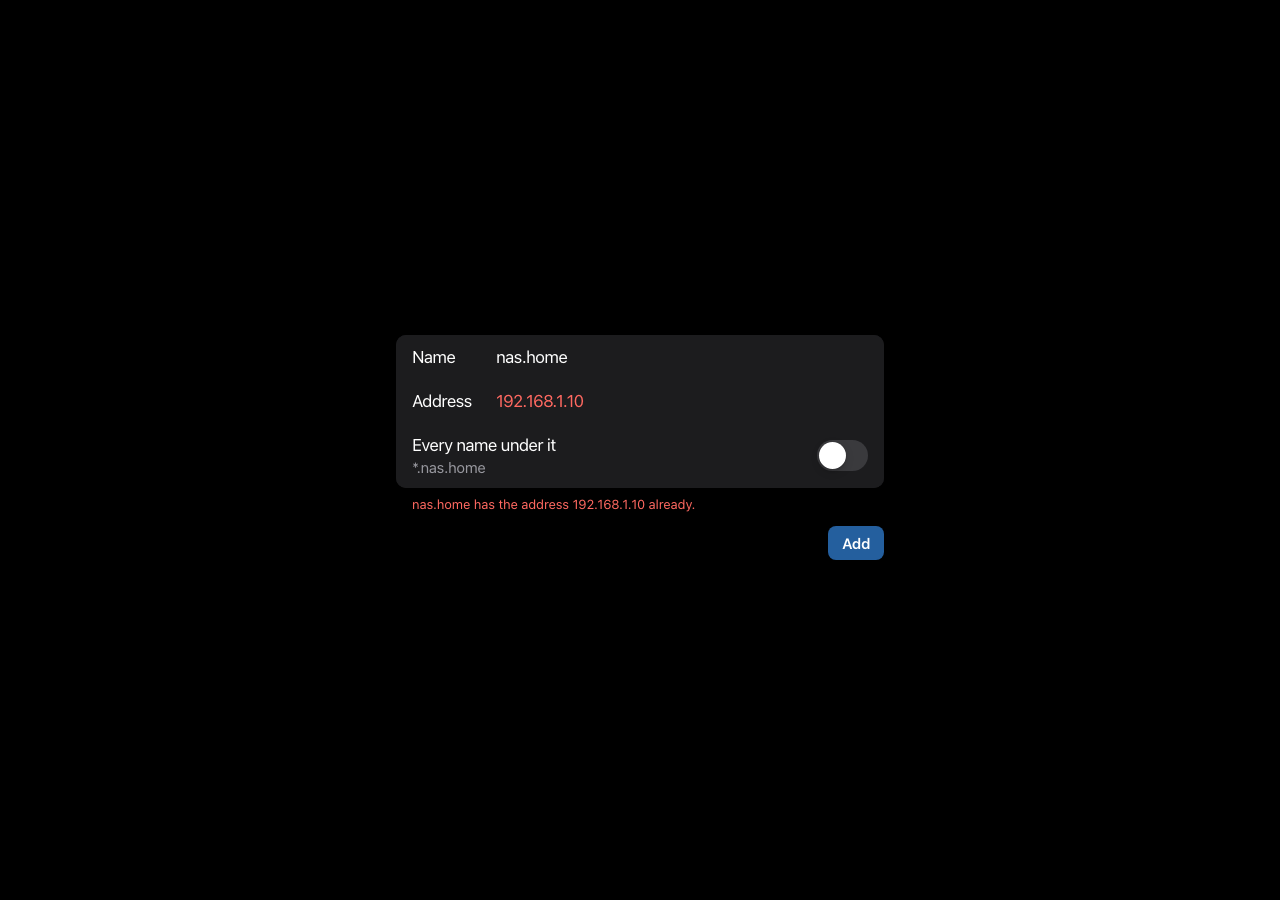 Name nas.home
Address 192.168.1.10
Every name under it
*.nas.home
nas.home has the address 192.168.1.10 already.
Add